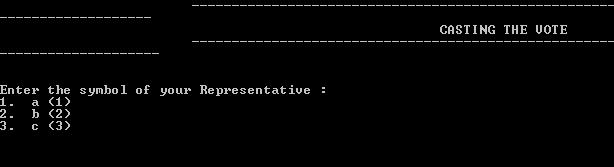 CASTING THE VOTE
Enter the symbol of your Representative :
1. a (1)
2. b (2)
3. c (3)